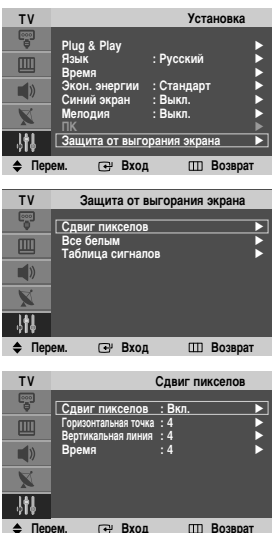 TV Установка
Plug & Play
Язык : Русский
Время
Экон. энергии : Стандарт
Синий экран : Выкл.
Мелодия : Выкл.
ПК
Защита от выгорания экрана
Перем. Вход Возврат
TV Защита от выгорания экрана
Сдвиг пикселов
Все белым
Таблица сигналов
Перем. Вход Возврат
TV Сдвиг пикселов
Сдвиг пикселов : Вкл.
Горизонтальная точка : 4
Вертикальная линия : 4
Время : 4
Перем. Вход Возврат